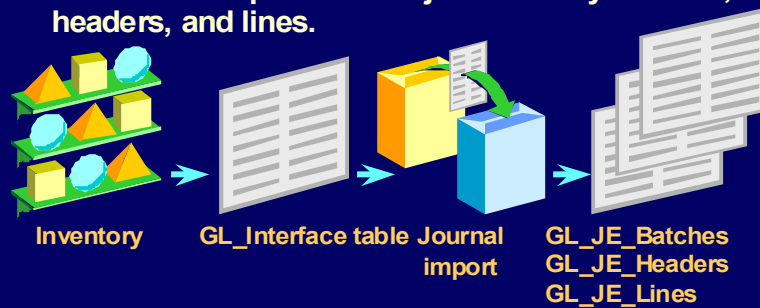 headers, and lines.
Inventory
GL_Interface table
Journal
import
GL_JE_Batches
GL_JE_Headers
GL_JE_Lines